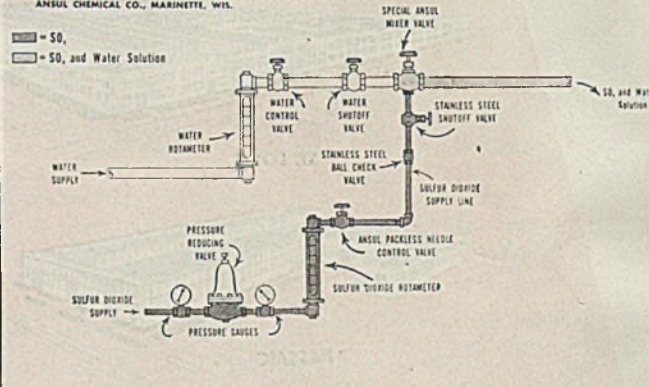 ANSUL CHEMICAL CO., MARINETTE, WIS.
= SO₂
= SO₂ and Water Solution
SPECIAL ANSUL
MIXER VALVE
WATER
CONTROL
VALVE
WATER
SHUTOFF
VALVE
STAINLESS STEEL
SHUTOFF VALVE
SO₂ and Wat
Solution
WATER
ROTAMETER
WATER
SUPPLY
STAINLESS STEEL
BALL CHECK
VALVE
SULFUR DIOXIDE
SUPPLY LINE
PRESSURE
REDUCING
VALVE
ANSUL PACKLESS NEEDLE
CONTROL VALVE
SULFUR DIOXIDE ROTAMETER
SULFUR DIOXIDE
SUPPLY
PRESSURE GAUGES